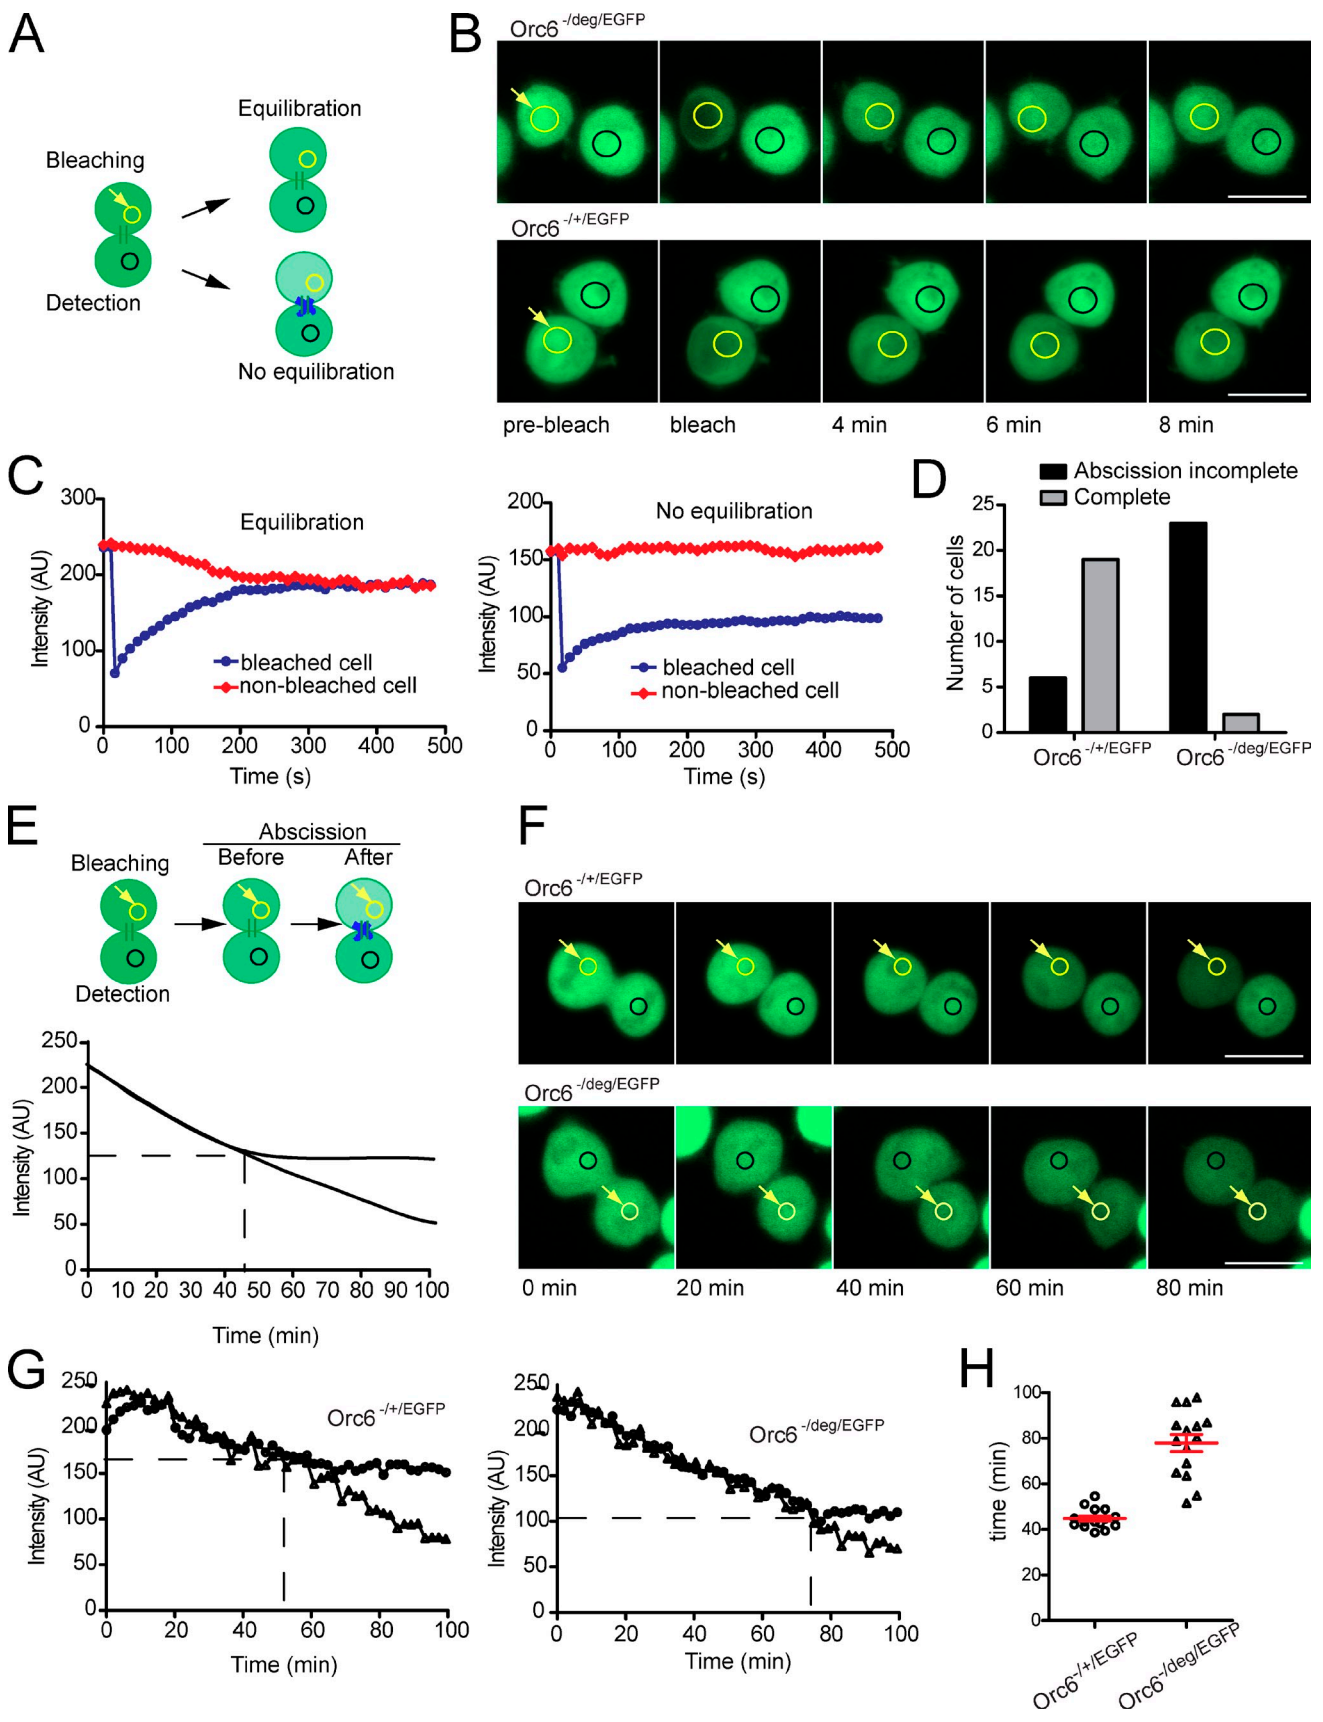 A
Equilibration
Bleaching
Detection
No equilibration
B
Orc6 -/deg/EGFP
Orc6 -/+/EGFP
pre-bleach bleach 4 min 6 min 8 min
C
300
200
100
0
Intensity (AU)
Equilibration
bleached cell
non-bleached cell
0 100 200 300 400 500
Time (s)
200
150
100
50
0
Intensity (AU)
No equilibration
bleached cell
non-bleached cell
0 100 200 300 400 500
Time (s)
D
Abscission incomplete
Complete
25
20
15
10
5
0
Number of cells
Orc6 -/+/EGFP Orc6 -/deg/EGFP
E
Abscission
Bleaching Before After
Detection
250
200
150
100
50
0
Intensity (AU)
0 10 20 30 40 50 60 70 80 90 100
Time (min)
F
Orc6 -/+/EGFP
Orc6 -/deg/EGFP
0 min 20 min 40 min 60 min 80 min
G
250
200
150
100
50
0
Intensity (AU)
Orc6 -/+/EGFP
0 20 40 60 80 100
Time (min)
250
200
150
100
50
0
Intensity (AU)
Orc6 -/deg/EGFP
0 20 40 60 80 100
Time (min)
H
100
80
60
40
20
0
time (min)
Orc6 -/+/EGFP
Orc6 -/deg/EGFP